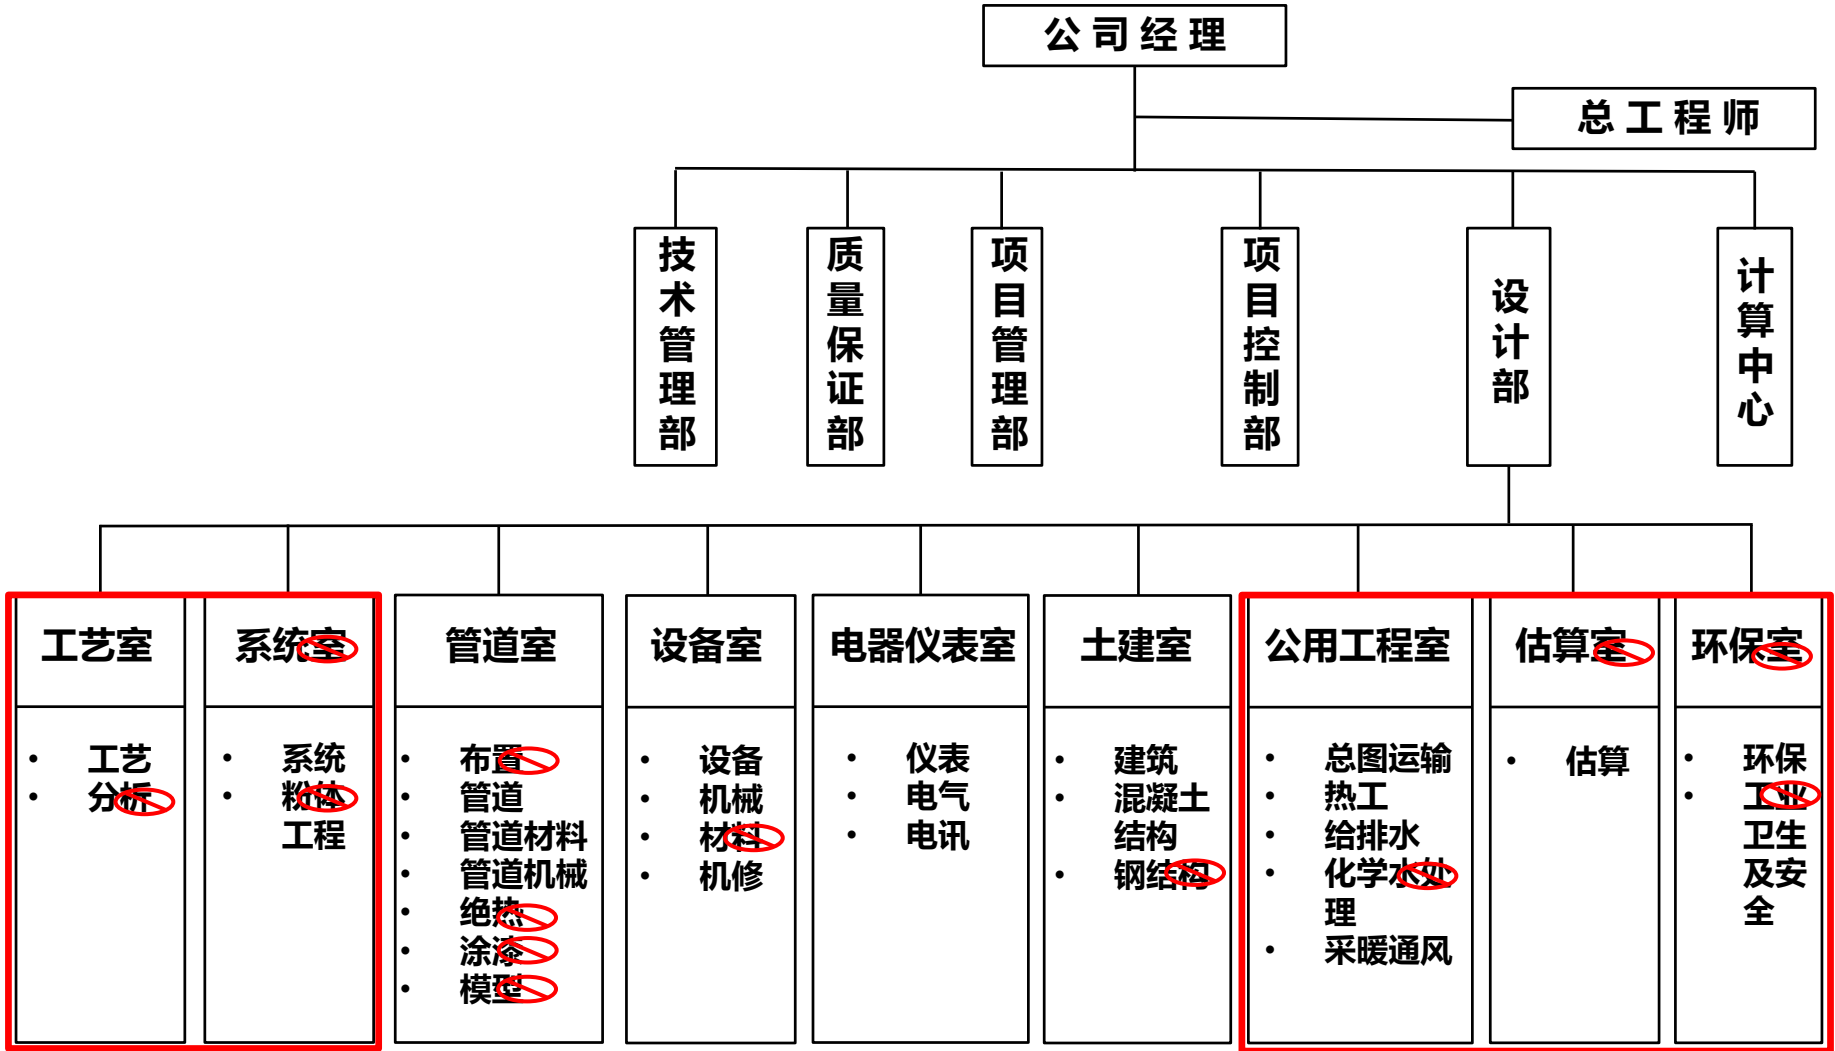 公司经理
总工程师
技术管理部
质量保证部
项目管理部
项目控制部
设计部
计算中心
工艺室
• 工艺
• 分析
系统室
• 系统
• 粉体
工程
管道室
• 布置
• 管道
• 管道材料
• 管道机械
• 绝热
• 涂漆
• 模型
设备室
• 设备
• 机械
• 材料
• 机修
电器仪表室
• 仪表
• 电气
• 电讯
土建室
• 建筑
• 混凝土
结构
• 钢结构
公用工程室
• 总图运输
• 热工
• 给排水
• 化学水处
理
• 采暖通风
估算室
• 估算
环保室
• 环保
• 工业
卫生
及安
全